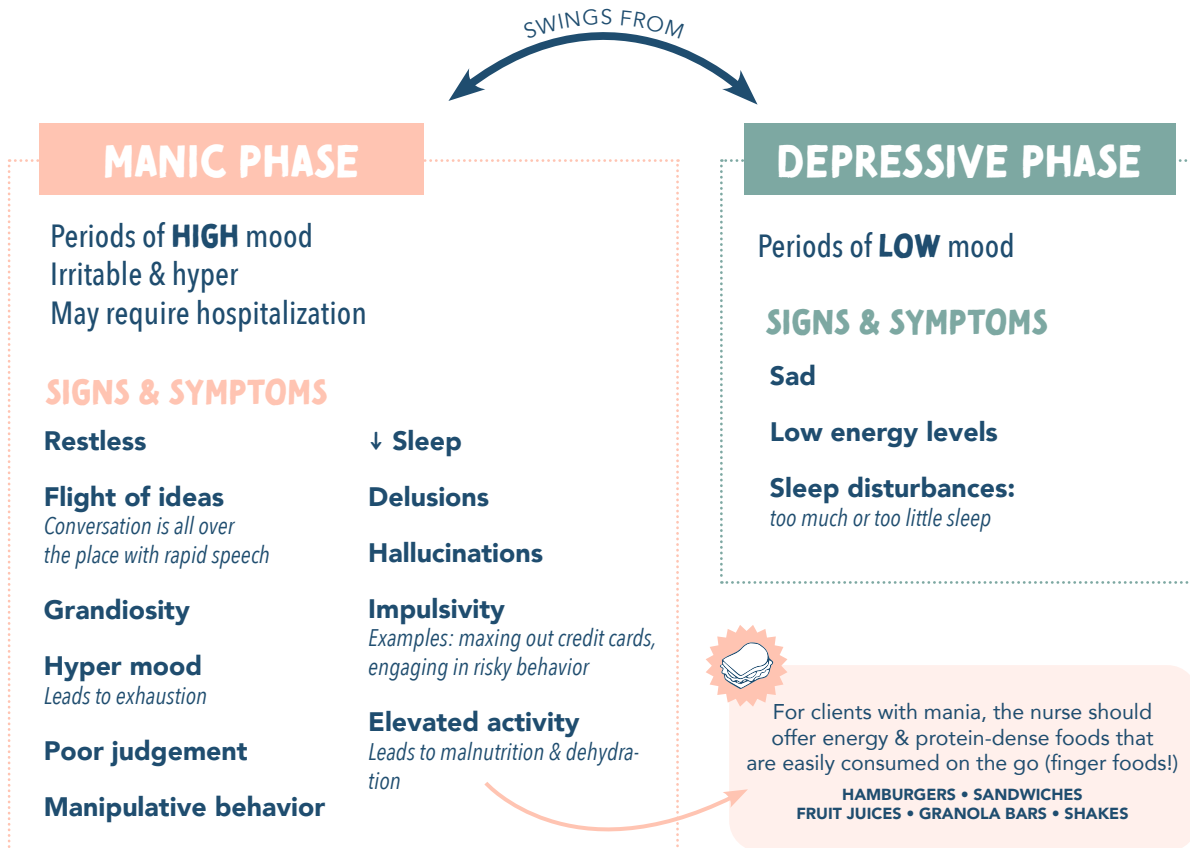 SWINGS FROM
MANIC PHASE
Periods of HIGH mood
Irritable & hyper
May require hospitalization
SIGNS & SYMPTOMS
Restless
Flight of ideas
Conversation is all over
the place with rapid speech
Grandiosity
Hyper mood
Leads to exhaustion
Poor judgement
Manipulative behavior
↓ Sleep
Delusions
Hallucinations
Impulsivity
Examples: maxing out credit cards,
engaging in risky behavior
Elevated activity
Leads to malnutrition & dehydra-
tion
DEPRESSIVE PHASE
Periods of LOW mood
SIGNS & SYMPTOMS
Sad
Low energy levels
Sleep disturbances:
too much or too little sleep
For clients with mania, the nurse should
offer energy & protein-dense foods that
are easily consumed on the go (finger foods!)
HAMBURGERS • SANDWICHES
FRUIT JUICES • GRANOLA BARS • SHAKES